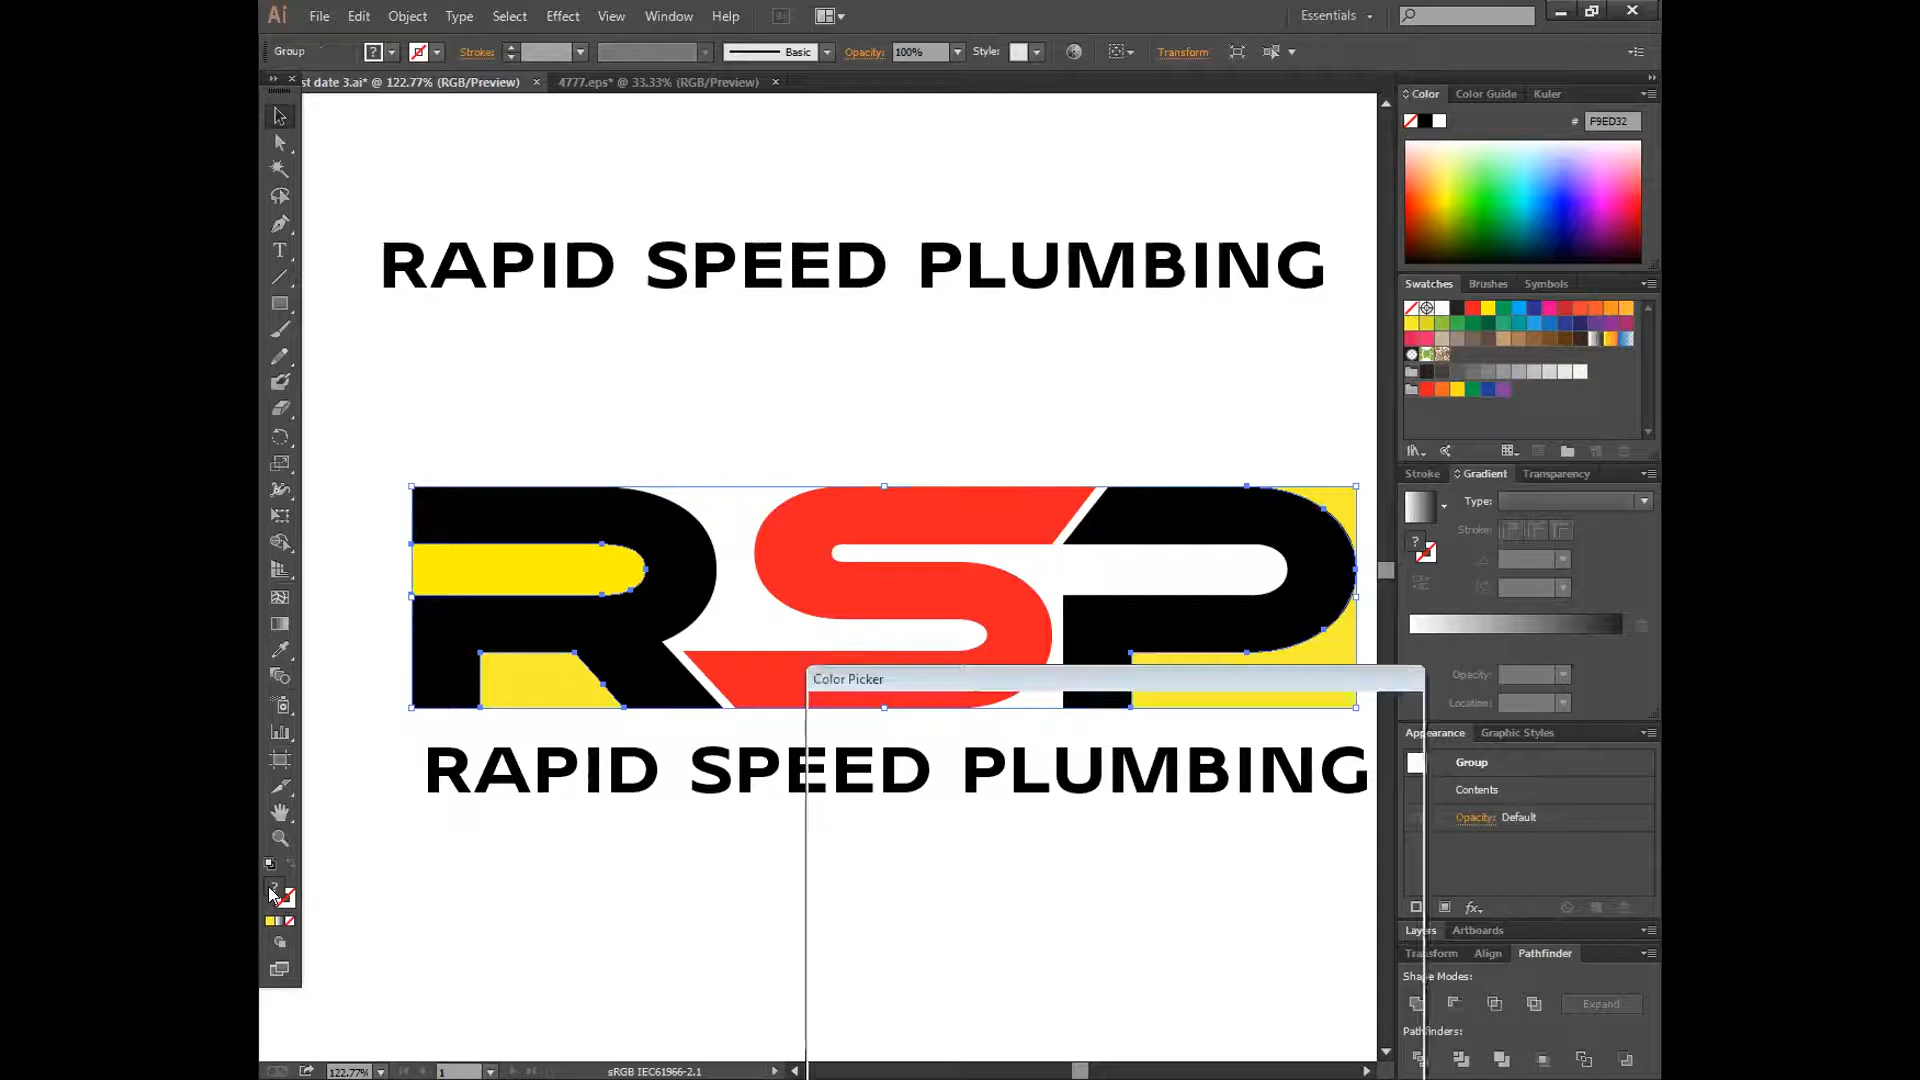 Ai File Edit Object Type Select Effect View Window Help Br Essentials
Group ? Stroke: Basic Opacity: 100% Style: Transform
st date 3.ai* @ 122.77% (RGB/Preview) × 4777.eps* @ 33.33% (RGB/Preview) ×
Color Color Guide Kuler
# F9ED32
RAPID SPEED PLUMBING
Swatches Brushes Symbols
Stroke Gradient Transparency
Type:
Stroke:
RSP
Opacity:
Location:
Color Picker
Appearance Graphic Styles
Group
Contents
Opacity: Default
RAPID SPEED PLUMBING
fx
Layers Artboards
Transform Align Pathfinder
Shape Modes:
Expand
Pathfinders:
122.77% 1 sRGB IEC61966-2.1